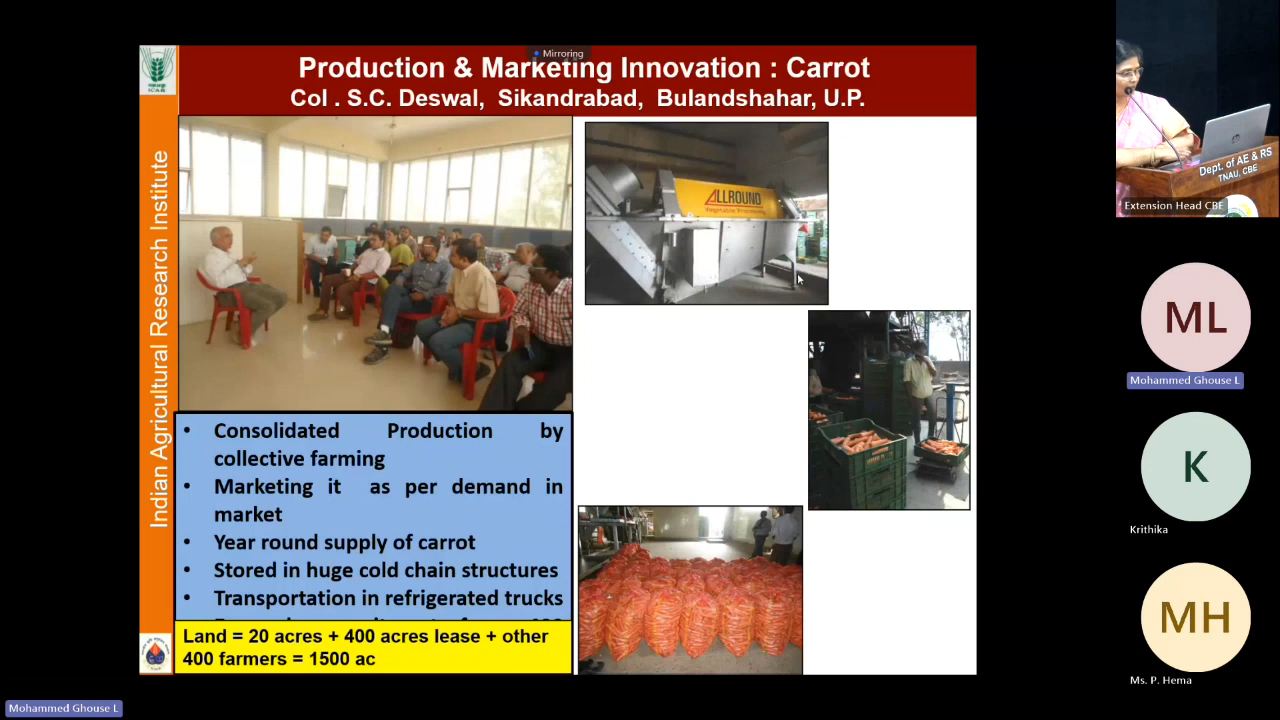 Mirroring
Production & Marketing Innovation : Carrot
Col . S.C. Deswal, Sikandrabad, Bulandshahar, U.P.
ICAR
Indian Agricultural Research Institute
ALLROUND
Vegetable Processing
• Consolidated Production by
collective farming
• Marketing it as per demand in
market
• Year round supply of carrot
• Stored in huge cold chain structures
• Transportation in refrigerated trucks
Land = 20 acres + 400 acres lease + other
400 farmers = 1500 ac
Dept. of AE & RS
TNAU, CBE
Extension Head CBE
ML
Mohammed Ghouse L
K
Krithika
MH
Ms. P. Hema
Mohammed Ghouse L